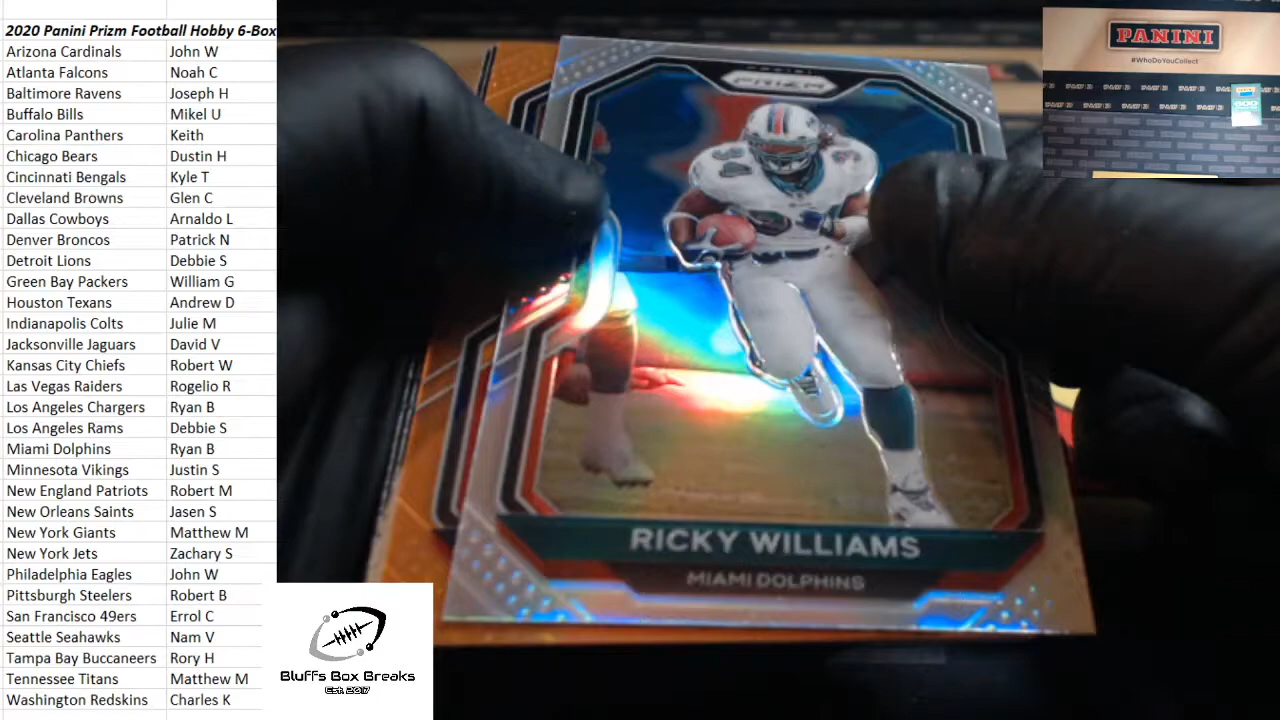 2020 Panini Prizm Football Hobby 6-Box
Arizona Cardinals John W
Atlanta Falcons Noah C
Baltimore Ravens Joseph H
Buffalo Bills Mikel U
Carolina Panthers Keith
Chicago Bears Dustin H
Cincinnati Bengals Kyle T
Cleveland Browns Glen C
Dallas Cowboys Arnaldo L
Denver Broncos Patrick N
Detroit Lions Debbie S
Green Bay Packers William G
Houston Texans Andrew D
Indianapolis Colts Julie M
Jacksonville Jaguars David V
Kansas City Chiefs Robert W
Las Vegas Raiders Rogelio R
Los Angeles Chargers Ryan B
Los Angeles Rams Debbie S
Miami Dolphins Ryan B
Minnesota Vikings Justin S
New England Patriots Robert M
New Orleans Saints Jasen S
New York Giants Matthew M
New York Jets Zachary S
Philadelphia Eagles John W
Pittsburgh Steelers Robert B
San Francisco 49ers Errol C
Seattle Seahawks Nam V
Tampa Bay Buccaneers Rory H
Tennessee Titans Matthew M
Washington Redskins Charles K
PANINI
PRIZM
34
RICKY WILLIAMS
MIAMI DOLPHINS
Bluffs Box Breaks
Est. 2017
PANINI
#WhoDoYouCollect